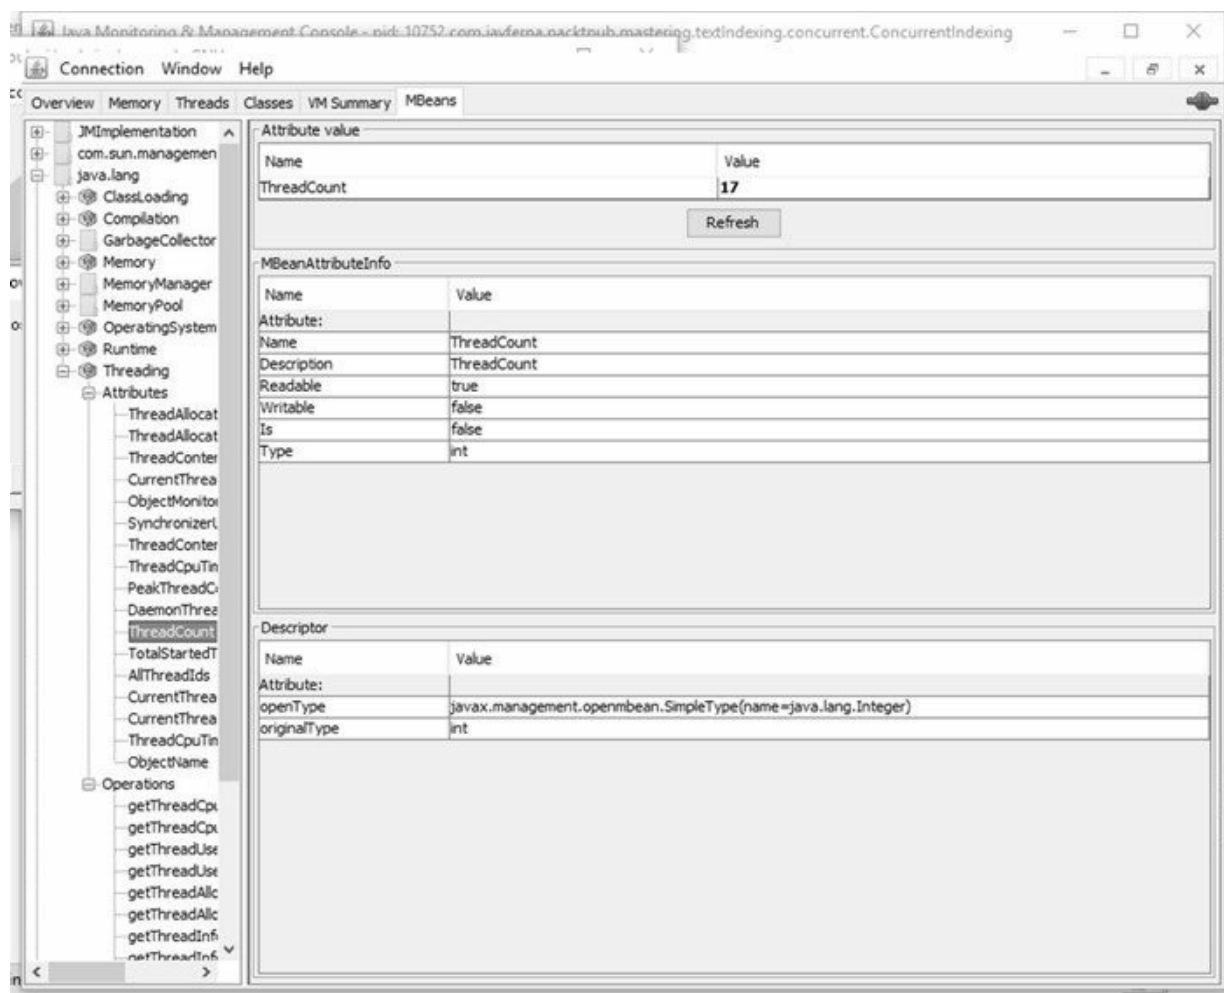 Java Monitoring & Management Console - pid: 10752 com.javferna.packtpub.mastering.textIndexing.concurrent.ConcurrentIndexing
Connection Window Help
Overview Memory Threads Classes VM Summary MBeans
JMImplementation
com.sun.managemen
java.lang
ClassLoading
Compilation
GarbageCollector
Memory
MemoryManager
MemoryPool
OperatingSystem
Runtime
Threading
Attributes
ThreadAllocat
ThreadAllocat
ThreadConter
CurrentThrea
ObjectMonito
SynchronizerU
ThreadConter
ThreadCpuTin
PeakThreadC
DaemonThrea
ThreadCount
TotalStartedT
AllThreadIds
CurrentThrea
CurrentThrea
ThreadCpuTin
ObjectName
Operations
getThreadCpu
getThreadCpu
getThreadUse
getThreadUse
getThreadAllc
getThreadAllc
getThreadInf
getThreadInf
Attribute value
Name Value
ThreadCount 17
Refresh
MBeanAttributeInfo
Name Value
Attribute:
Name ThreadCount
Description ThreadCount
Readable true
Writable false
Is false
Type int
Descriptor
Name Value
Attribute:
openType javax.management.openmbean.SimpleType(name=java.lang.Integer)
originalType int